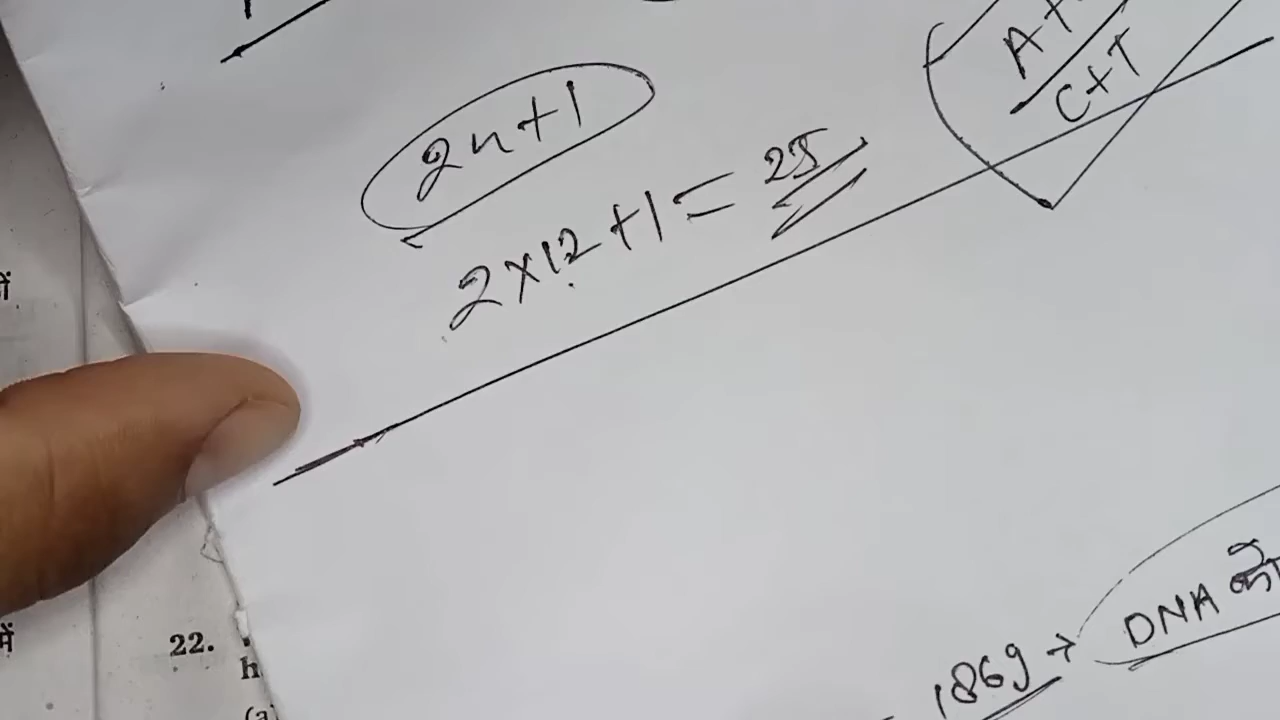 2n+1
2×12+1=25
A+
C+T
में
में
22.
h
(a
= 1869 → DNA को